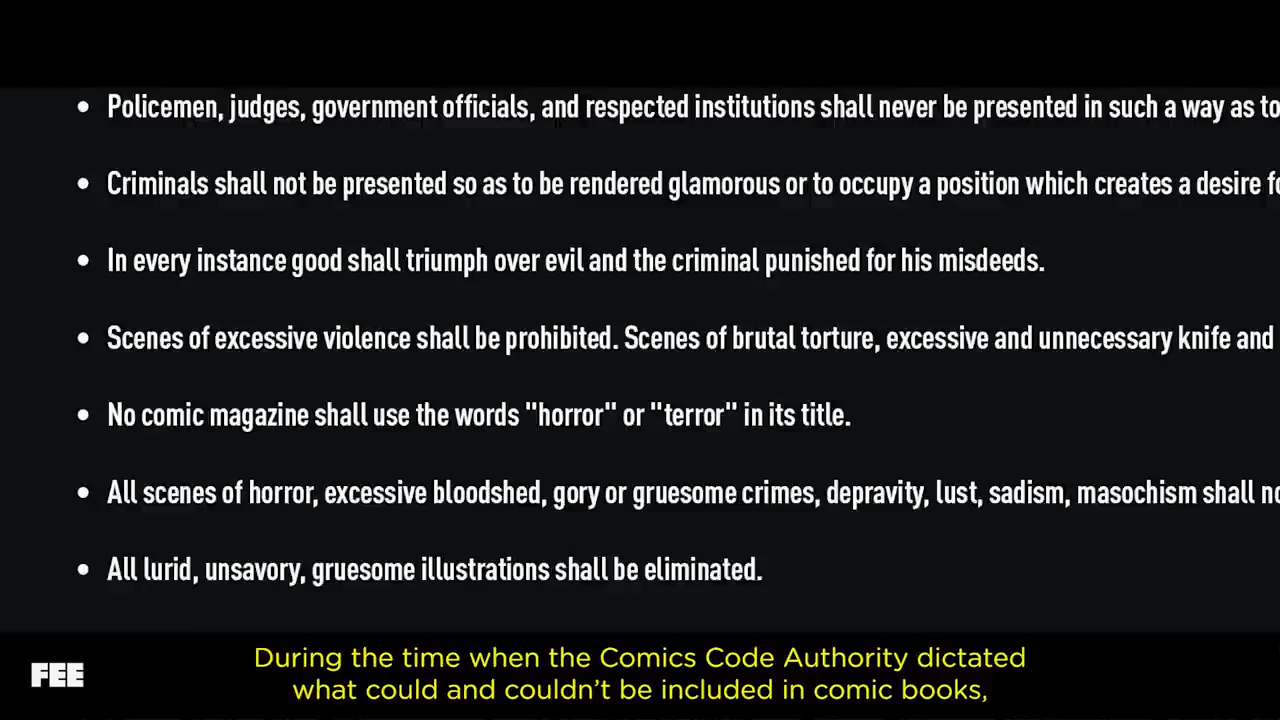 • Policemen, judges, government officials, and respected institutions shall never be presented in such a way as to
• Criminals shall not be presented so as to be rendered glamorous or to occupy a position which creates a desire
• In every instance good shall triumph over evil and the criminal punished for his misdeeds.
• Scenes of excessive violence shall be prohibited. Scenes of brutal torture, excessive and unnecessary knife and
• No comic magazine shall use the words "horror" or "terror" in its title.
• All scenes of horror, excessive bloodshed, gory or gruesome crimes, depravity, lust, sadism, masochism shall
• All lurid, unsavory, gruesome illustrations shall be eliminated.
FEE
During the time when the Comics Code Authority dictated
what could and couldn’t be included in comic books,